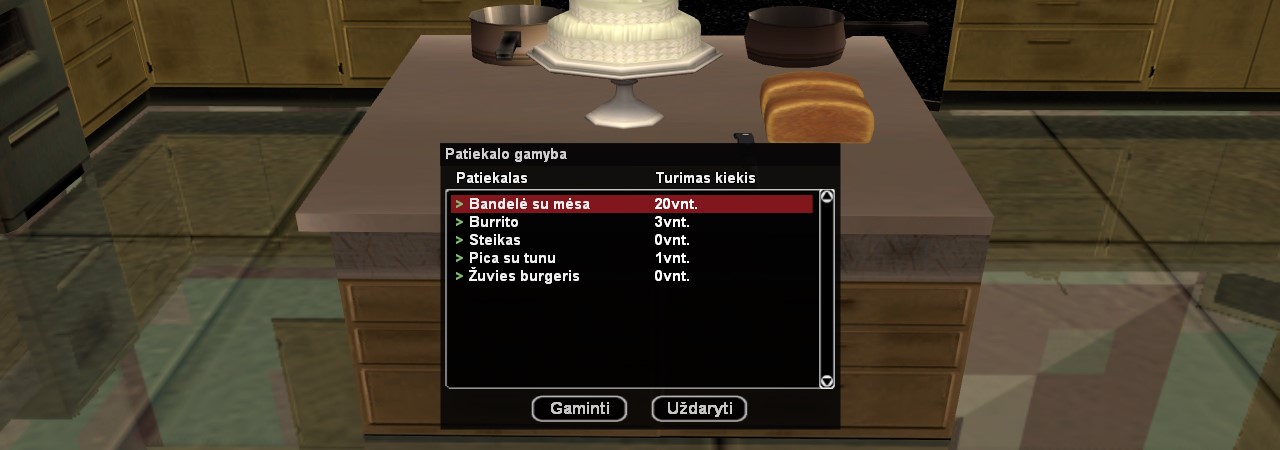 Patiekalo gamyba
Patiekalas Turimas kiekis
> Bandelė su mėsa 20vnt.
> Burrito 3vnt.
> Steikas 0vnt.
> Pica su tunu 1vnt.
> Žuvies burgeris 0vnt.
Gaminti Uždaryti